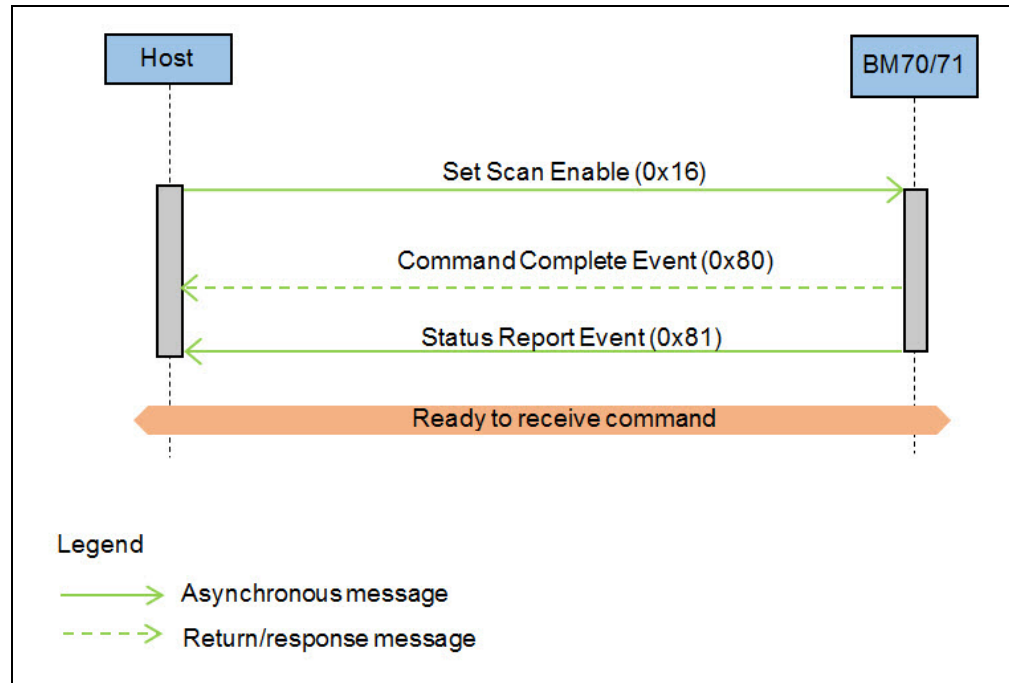 Host
BM70/71
Set Scan Enable (0x16)
Command Complete Event (0x80)
Status Report Event (0x81)
Ready to receive command
Legend
Asynchronous message
Return/response message